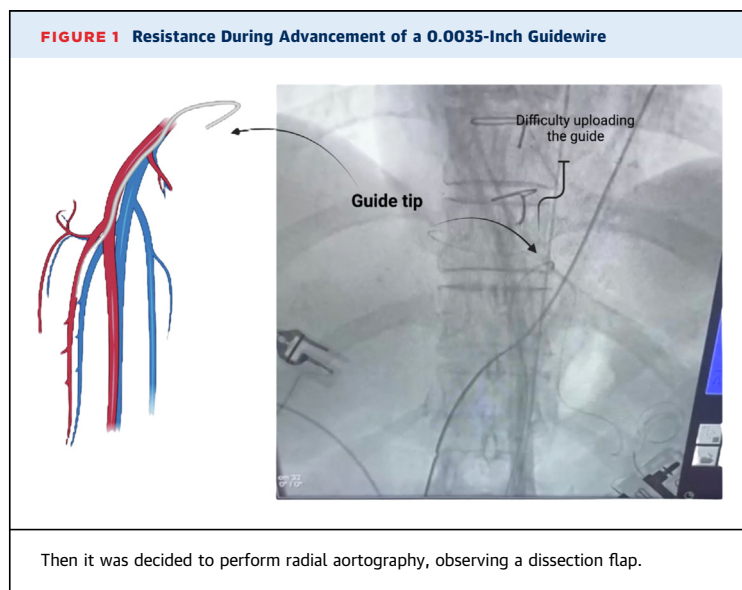 FIGURE 1 Resistance During Advancement of a 0.0035-Inch Guidewire
Difficulty uploading
the guide
Guide tip
Then it was decided to perform radial aortography, observing a dissection flap.